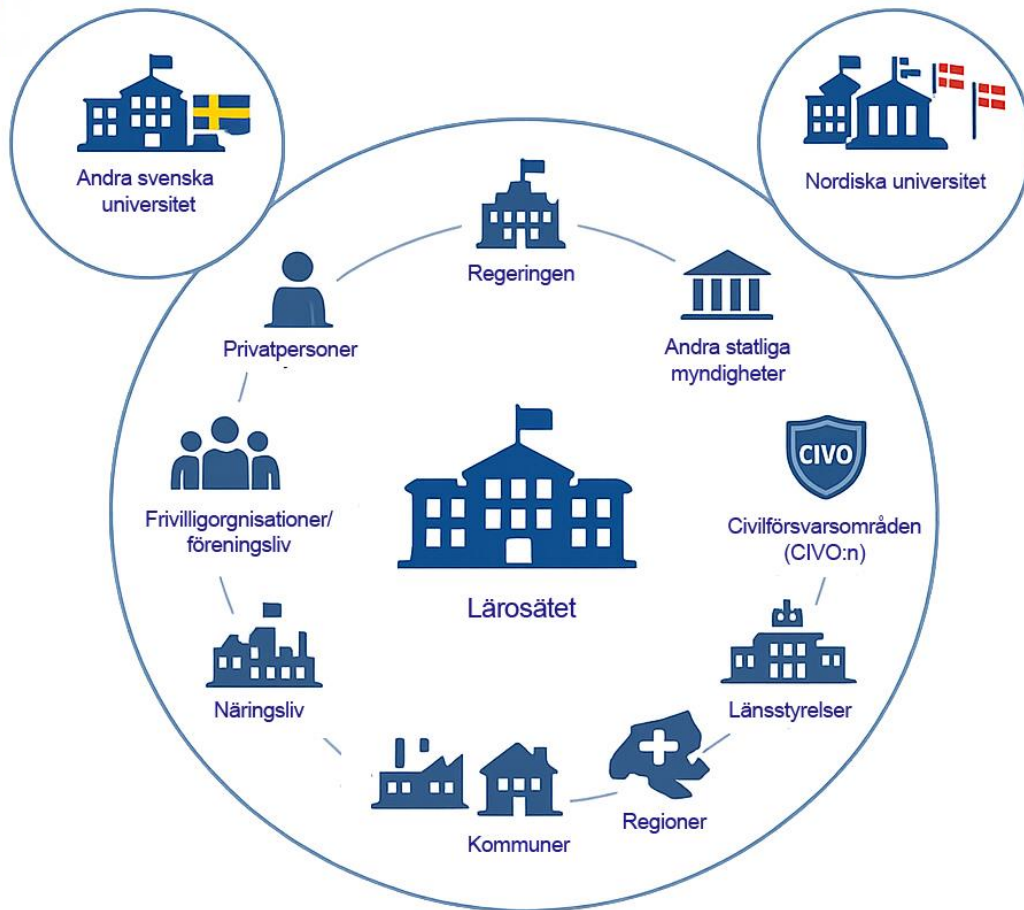 Andra svenska
universitet
Nordiska universitet
Regeringen
Privatpersoner
Andra statliga
myndigheter
CIVO
Frivilligorgnisationer/
föreningsliv
Civilförsvarsområden
(CIVO:n)
Lärosätet
Näringsliv
Länsstyrelser
Regioner
Kommuner